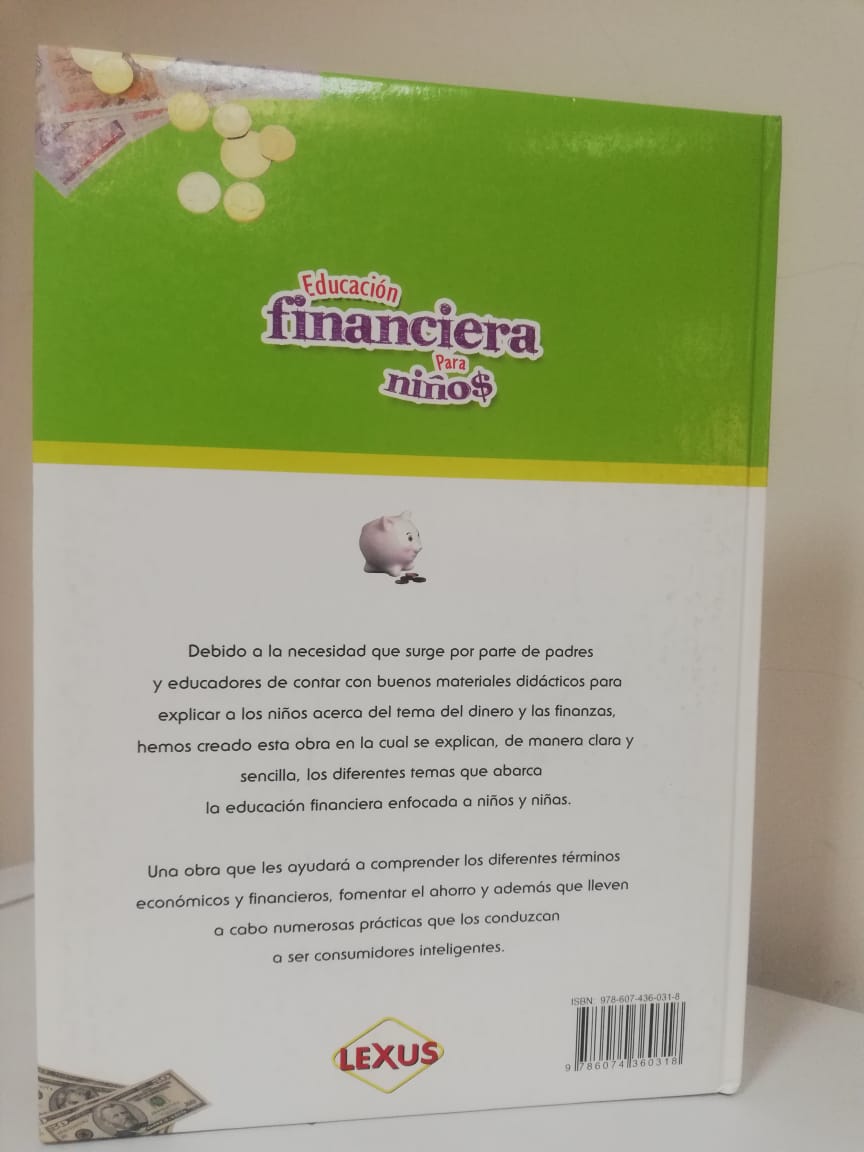 Educación
financiera
Para
niño$
Debido a la necesidad que surge por parte de padres
y educadores de contar con buenos materiales didácticos para
explicar a los niños acerca del tema del dinero y las finanzas,
hemos creado esta obra en la cual se explican, de manera clara y
sencilla, los diferentes temas que abarca
la educación financiera enfocada a niños y niñas.
Una obra que les ayudará a comprender los diferentes términos
económicos y financieros, fomentar el ahorro y además que lleven
a cabo numerosas prácticas que los conduzcan
a ser consumidores inteligentes.
ISBN: 978-607-436-031-8
9 786074 360318
LEXUS